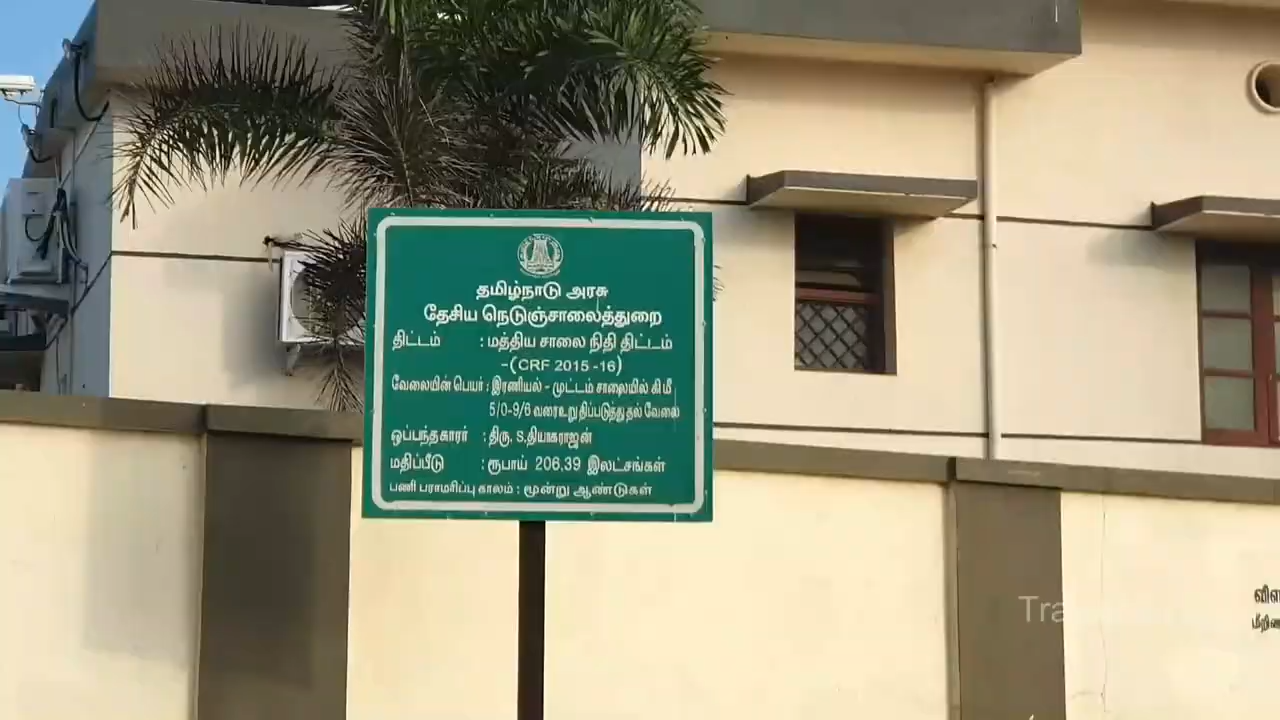 தமிழ்நாடு அரசு
தேசிய நெடுஞ்சாலைத்துறை
திட்டம் : மத்திய சாலை நிதி திட்டம்
-(CRF 2015 -16)
வேலையின் பெயர் : இரணியல் - முட்டம் சாலையில் கி மீ
5/0-9/6 வரை உறுதிப்படுத்துதல் வேலை
ஒப்பந்தகாரர் : திரு. S.தியாகராஜன்
மதிப்பீடு : ரூபாய் 206.39 இலட்சங்கள்
பணி பராமரிப்பு காலம் : மூன்று ஆண்டுகள்